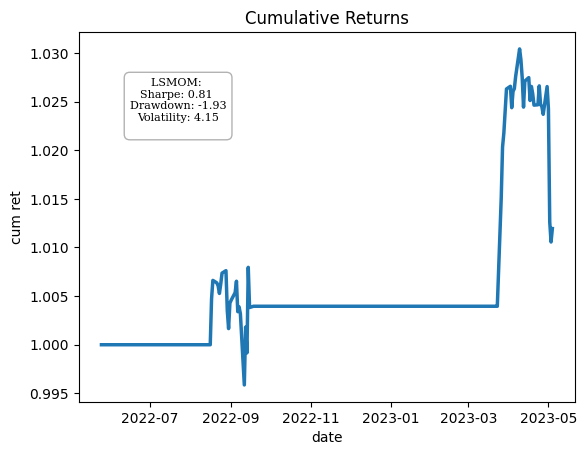 Cumulative Returns
1.030
1.025
1.020
1.015
1.010
1.005
1.000
0.995
cum ret
LSMOM:
Sharpe: 0.81
Drawdown: -1.93
Volatility: 4.15
2022-07
2022-09
2022-11
2023-01
2023-03
2023-05
date